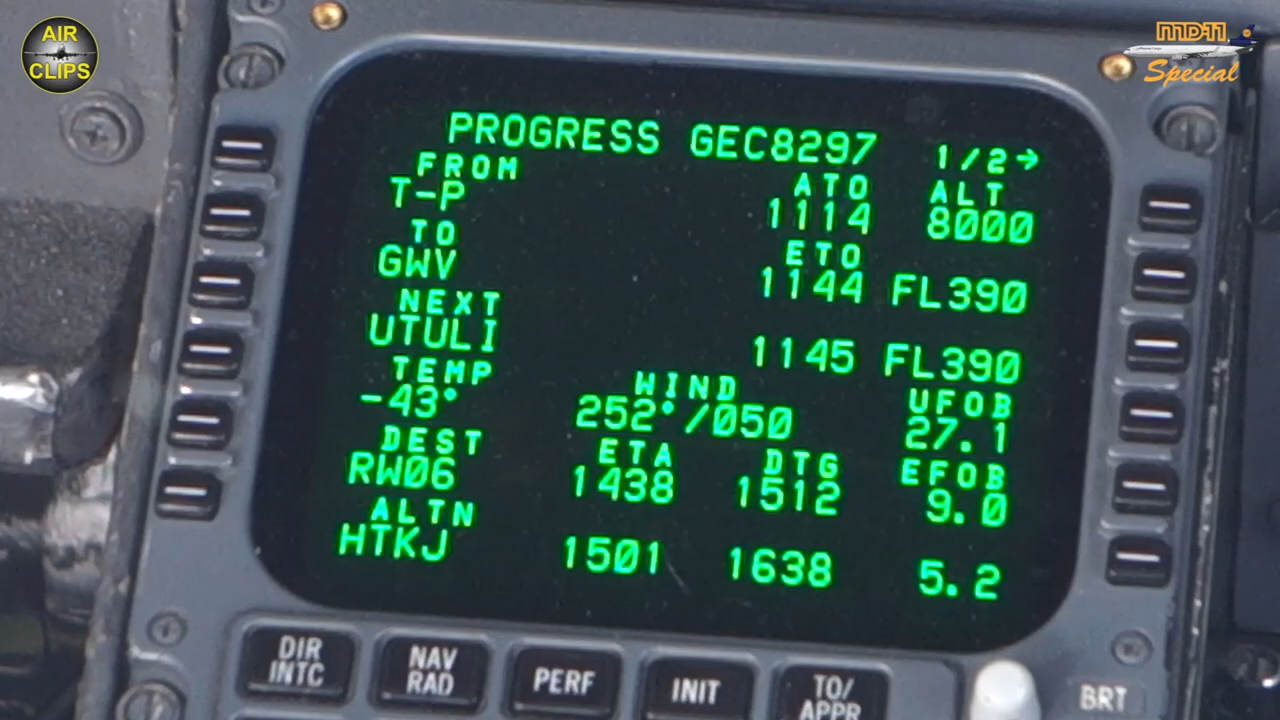 AIR
CLIPS
MD11
Special
PROGRESS GEC8297 1/2→
FROM ATO ALT
T-P 1114 8000
TO ETO
GWV 1144 FL390
NEXT
UTULI 1145 FL390
TEMP WIND UFOB
-43° 252°/050 27.1
DEST ETA DTG EFOB
RW06 1438 1512 9.0
ALTN
HTKJ 1501 1638 5.2
DIR
INTC
NAV
RAD
PERF
INIT
TO/
APPR
BRT